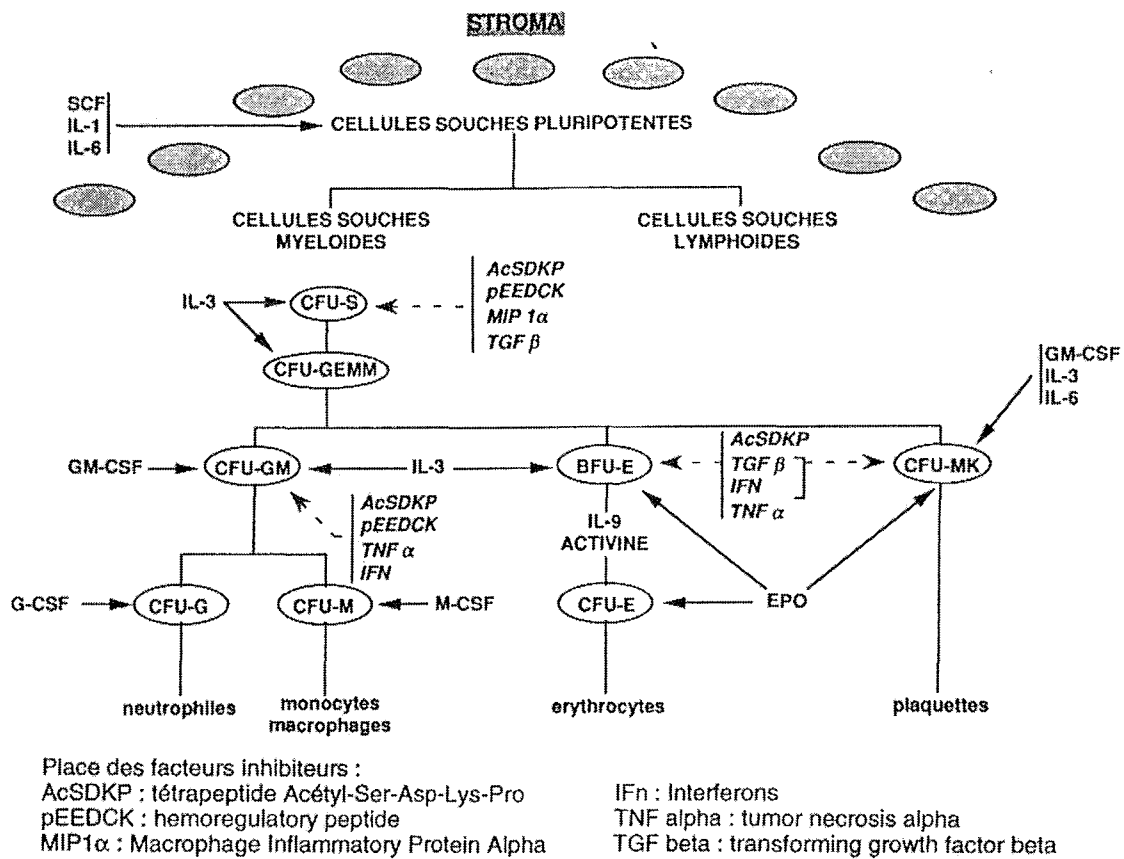 STROMA
SCF
IL-1
IL-6
CELLULES SOUCHES PLURIPOTENTES
CELLULES SOUCHES
MYELOIDES
CELLULES SOUCHES
LYMPHOIDES
IL-3
CFU-S
AcSDKP
pEEDCK
MIP 1α
TGF β
CFU-GEMM
GM-CSF
IL-3
IL-6
GM-CSF
CFU-GM
IL-3
BFU-E
AcSDKP
TGF β
IFN
TNF α
CFU-MK
AcSDKP
pEEDCK
TNF α
IFN
IL-9
ACTIVINE
G-CSF
CFU-G
CFU-M
M-CSF
CFU-E
EPO
neutrophiles
monocytes
macrophages
erythrocytes
plaquettes
Place des facteurs inhibiteurs :
AcSDKP : tétrapeptide Acétyl-Ser-Asp-Lys-Pro
pEEDCK : hemoregulatory peptide
MIP1α : Macrophage Inflammatory Protein Alpha
IFn : Interferons
TNF alpha : tumor necrosis alpha
TGF beta : transforming growth factor beta